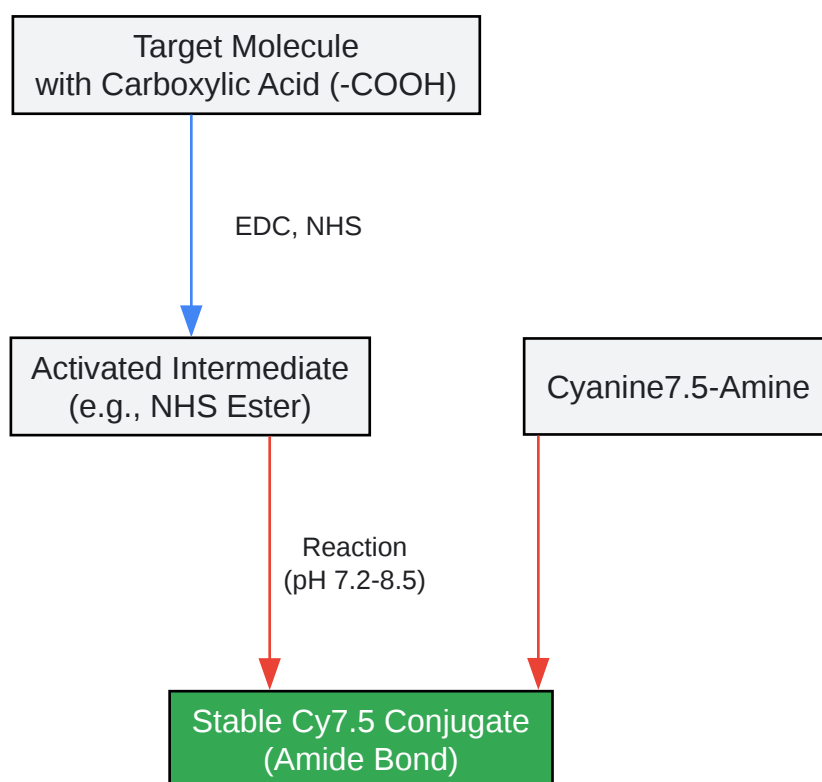 Target Molecule
with Carboxylic Acid (-COOH)
EDC, NHS
Activated Intermediate
(e.g., NHS Ester)
Cyanine7.5-Amine
Reaction
(pH 7.2-8.5)
Stable Cy7.5 Conjugate
(Amide Bond)